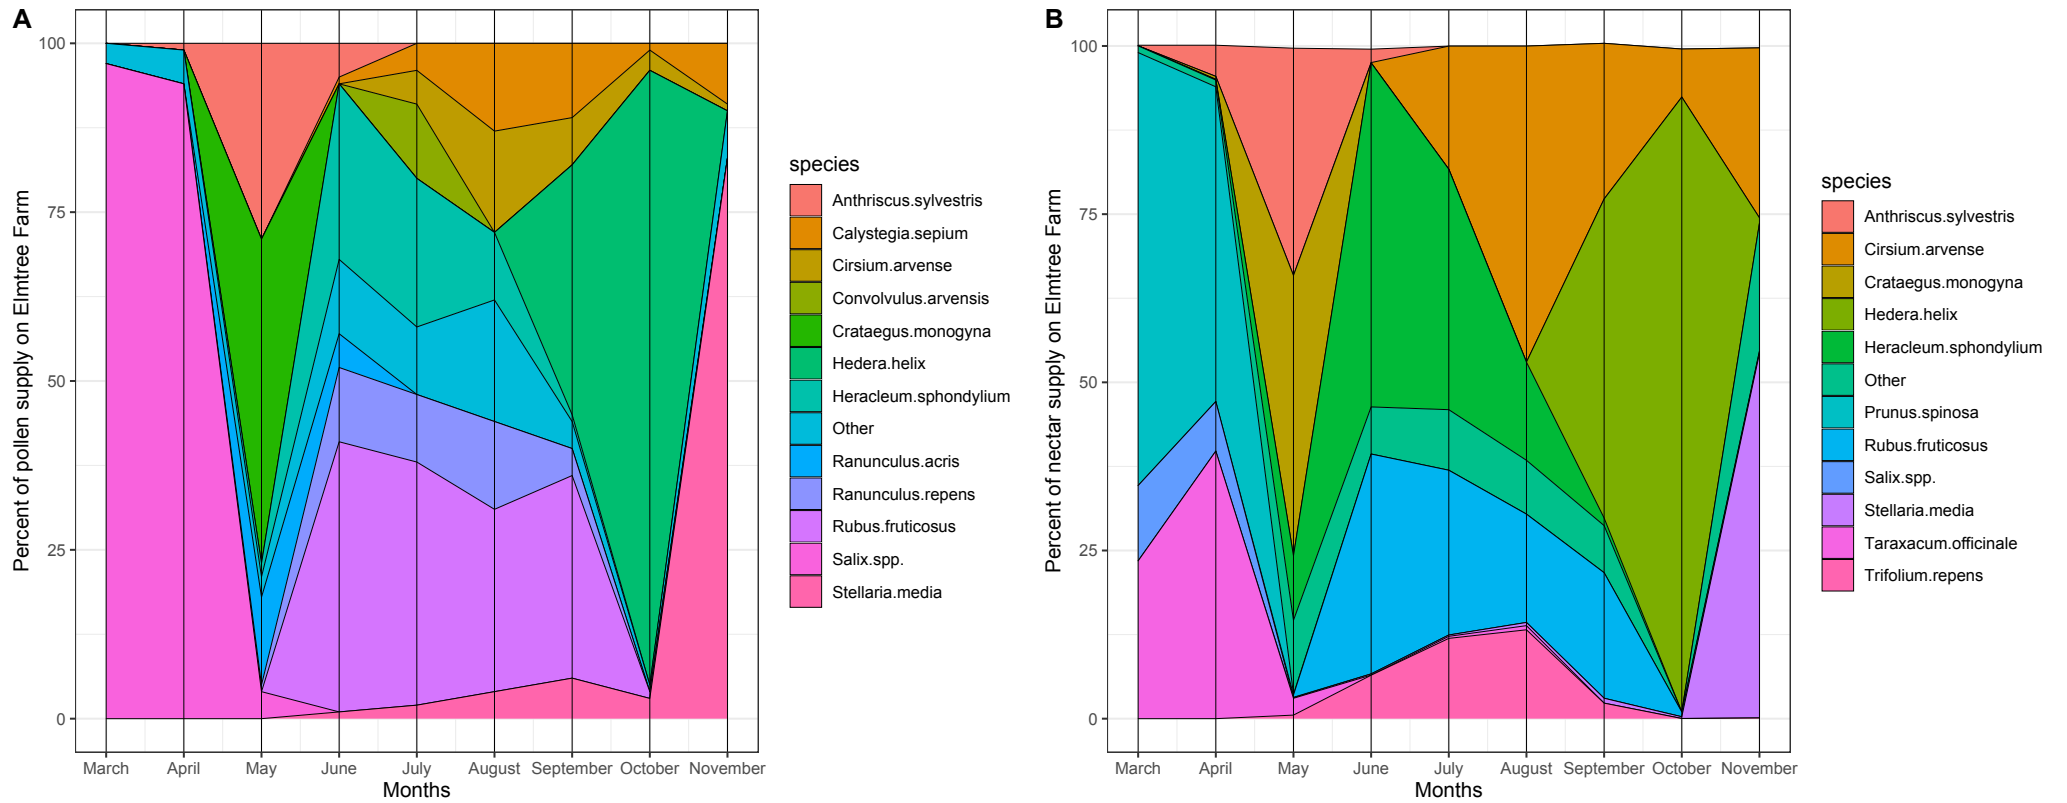 A
Percent of pollen supply on Elmtree Farm
100
75
50
25
0
March April May June July August September October November
Months
species
Anthriscus.sylvestris
Calystegia.sepium
Cirsium.arvense
Convolvulus.arvensis
Crataegus.monogyna
Hedera.helix
Heracleum.sphondylium
Other
Ranunculus.acris
Ranunculus.repens
Rubus.fruticosus
Salix.spp.
Stellaria.media
B
Percent of nectar supply on Elmtree Farm
100
75
50
25
0
March April May June July August September October November
Months
species
Anthriscus.sylvestris
Cirsium.arvense
Crataegus.monogyna
Hedera.helix
Heracleum.sphondylium
Other
Prunus.spinosa
Rubus.fruticosus
Salix.spp.
Stellaria.media
Taraxacum.officinale
Trifolium.repens